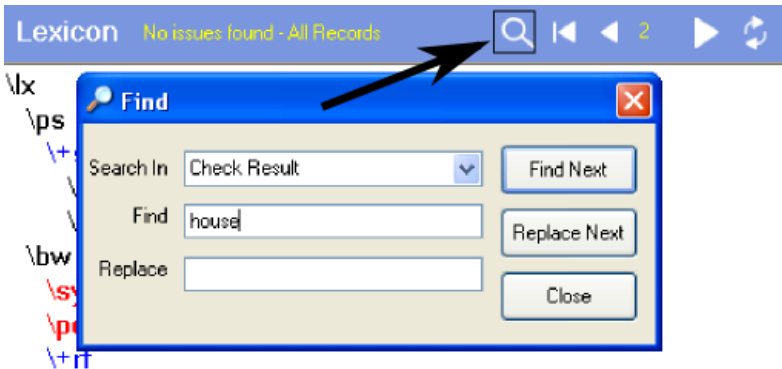 Lexicon No issues found - All Records 2
\lx
Find
\ps
Search In Check Result Find Next
Find house Replace Next
\bw
Replace
Close
\+rf